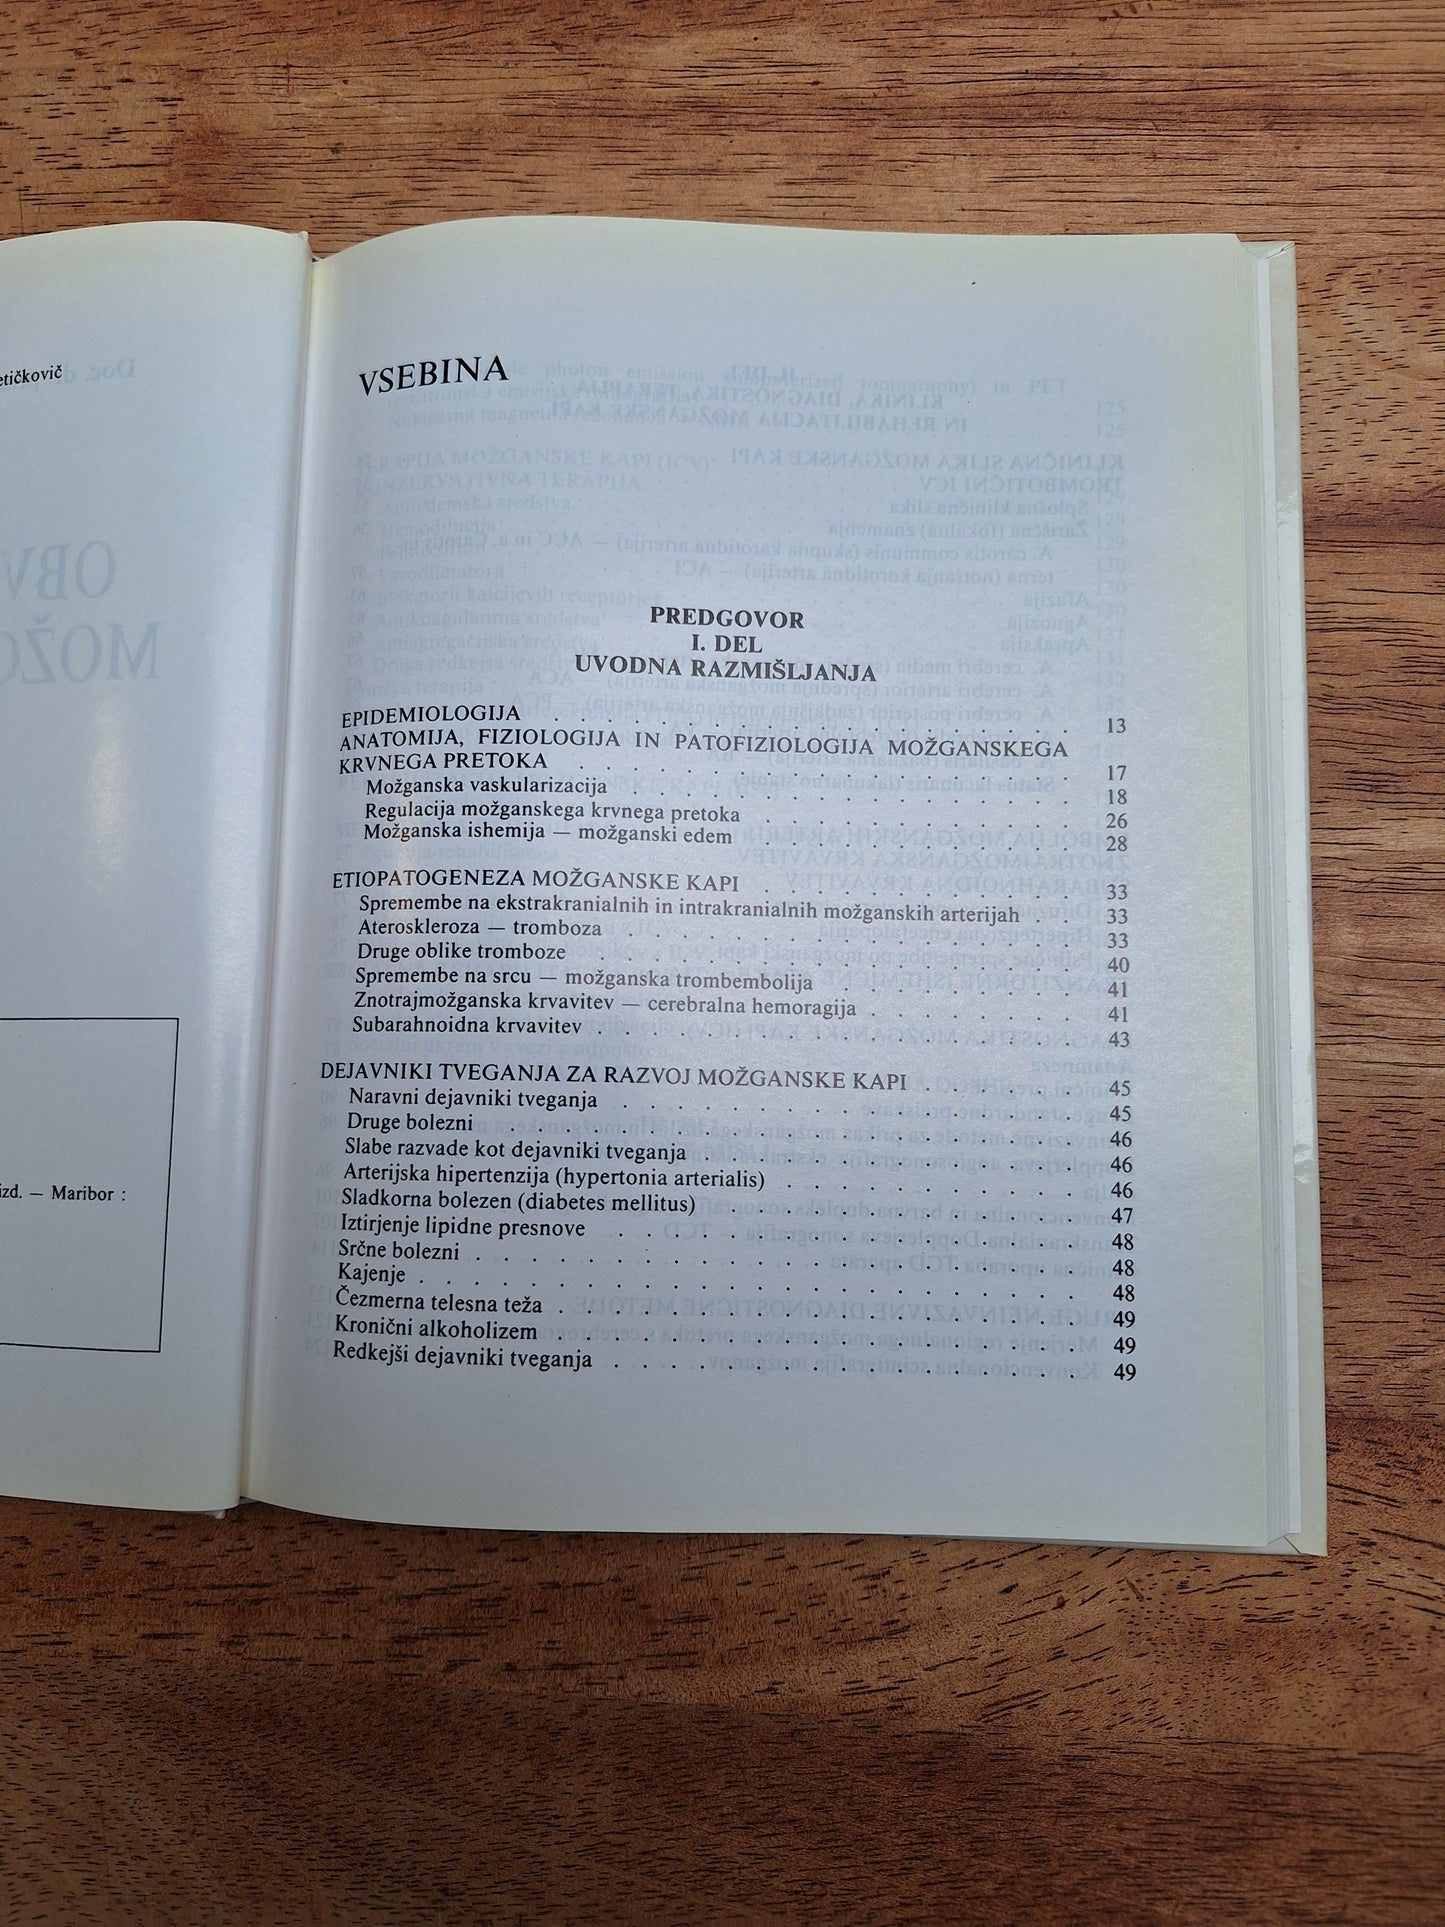 etičkovič
izd. — Maribor :
VSEBINA
PREDGOVOR
I. DEL
UVODNA RAZMIŠLJANJA
EPIDEMIOLOGIJA . . . . . . . . . . . . . . . . . . . . 13
ANATOMIJA, FIZIOLOGIJA IN PATOFIZIOLOGIJA MOŽGANSKEGA
KRVNEGA PRETOKA . . . . . . . . . . . . . . . . . . . 17
Možganska vaskularizacija . . . . . . . . . . . . . . . . . 18
Regulacija možganskega krvnega pretoka . . . . . . . . . . . . 26
Možganska ishemija — možganski edem . . . . . . . . . . . . . 28
ETIOPATOGENEZA MOŽGANSKE KAPI . . . . . . . . . . . . 33
Spremembe na ekstrakranialnih in intrakranialnih možganskih arterijah . . 33
Ateroskleroza — tromboza . . . . . . . . . . . . . . . . . 33
Druge oblike tromboze . . . . . . . . . . . . . . . . . . 40
Spremembe na srcu — možganska trombembolija . . . . . . . . . 41
Znotrajmožganska krvavitev — cerebralna hemoragija . . . . . . . . 41
Subarahnoidna krvavitev . . . . . . . . . . . . . . . . . . 43
DEJAVNIKI TVEGANJA ZA RAZVOJ MOŽGANSKE KAPI . . . . . . 45
Naravni dejavniki tveganja . . . . . . . . . . . . . . . . . 45
Druge bolezni . . . . . . . . . . . . . . . . . . . . . 46
Slabe razvade kot dejavniki tveganja . . . . . . . . . . . . . . 46
Arterijska hipertenzija (hypertonia arterialis) . . . . . . . . . . . 46
Sladkorna bolezen (diabetes mellitus) . . . . . . . . . . . . . 47
Iztirjenje lipidne presnove . . . . . . . . . . . . . . . . . 48
Srčne bolezni . . . . . . . . . . . . . . . . . . . . . . 48
Kajenje . . . . . . . . . . . . . . . . . . . . . . . . 48
Čezmerna telesna teža . . . . . . . . . . . . . . . . . . . 49
Kronični alkoholizem . . . . . . . . . . . . . . . . . . . 49
Redkejši dejavniki tveganja . . . . . . . . . . . . . . . . . 49